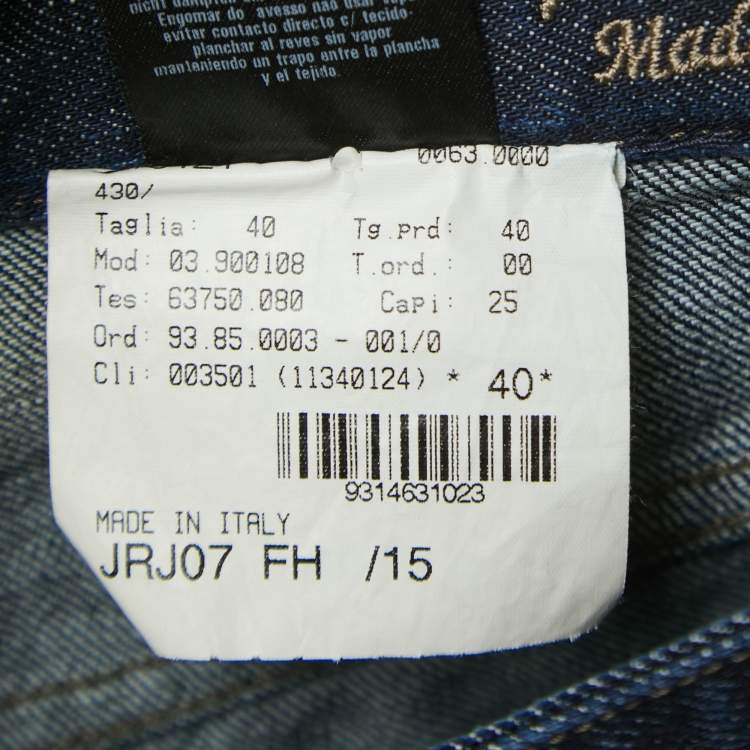 Engomar do avesso não usar
evitar contacto directo c/ tecido-
planchar al reves sin vapor
manteniendo un trapo entre la plancha
y el tejido.
Mad
0063.0000
430/
Taglia: 40 Tg.prd: 40
Mod: 03.900108 T.ord.: 00
Tes: 63750.080 Capi: 25
Ord: 93.85.0003 - 001/0
Cli: 003501 (11340124) * 40*
9314631023
MADE IN ITALY
JRJ07 FH /15